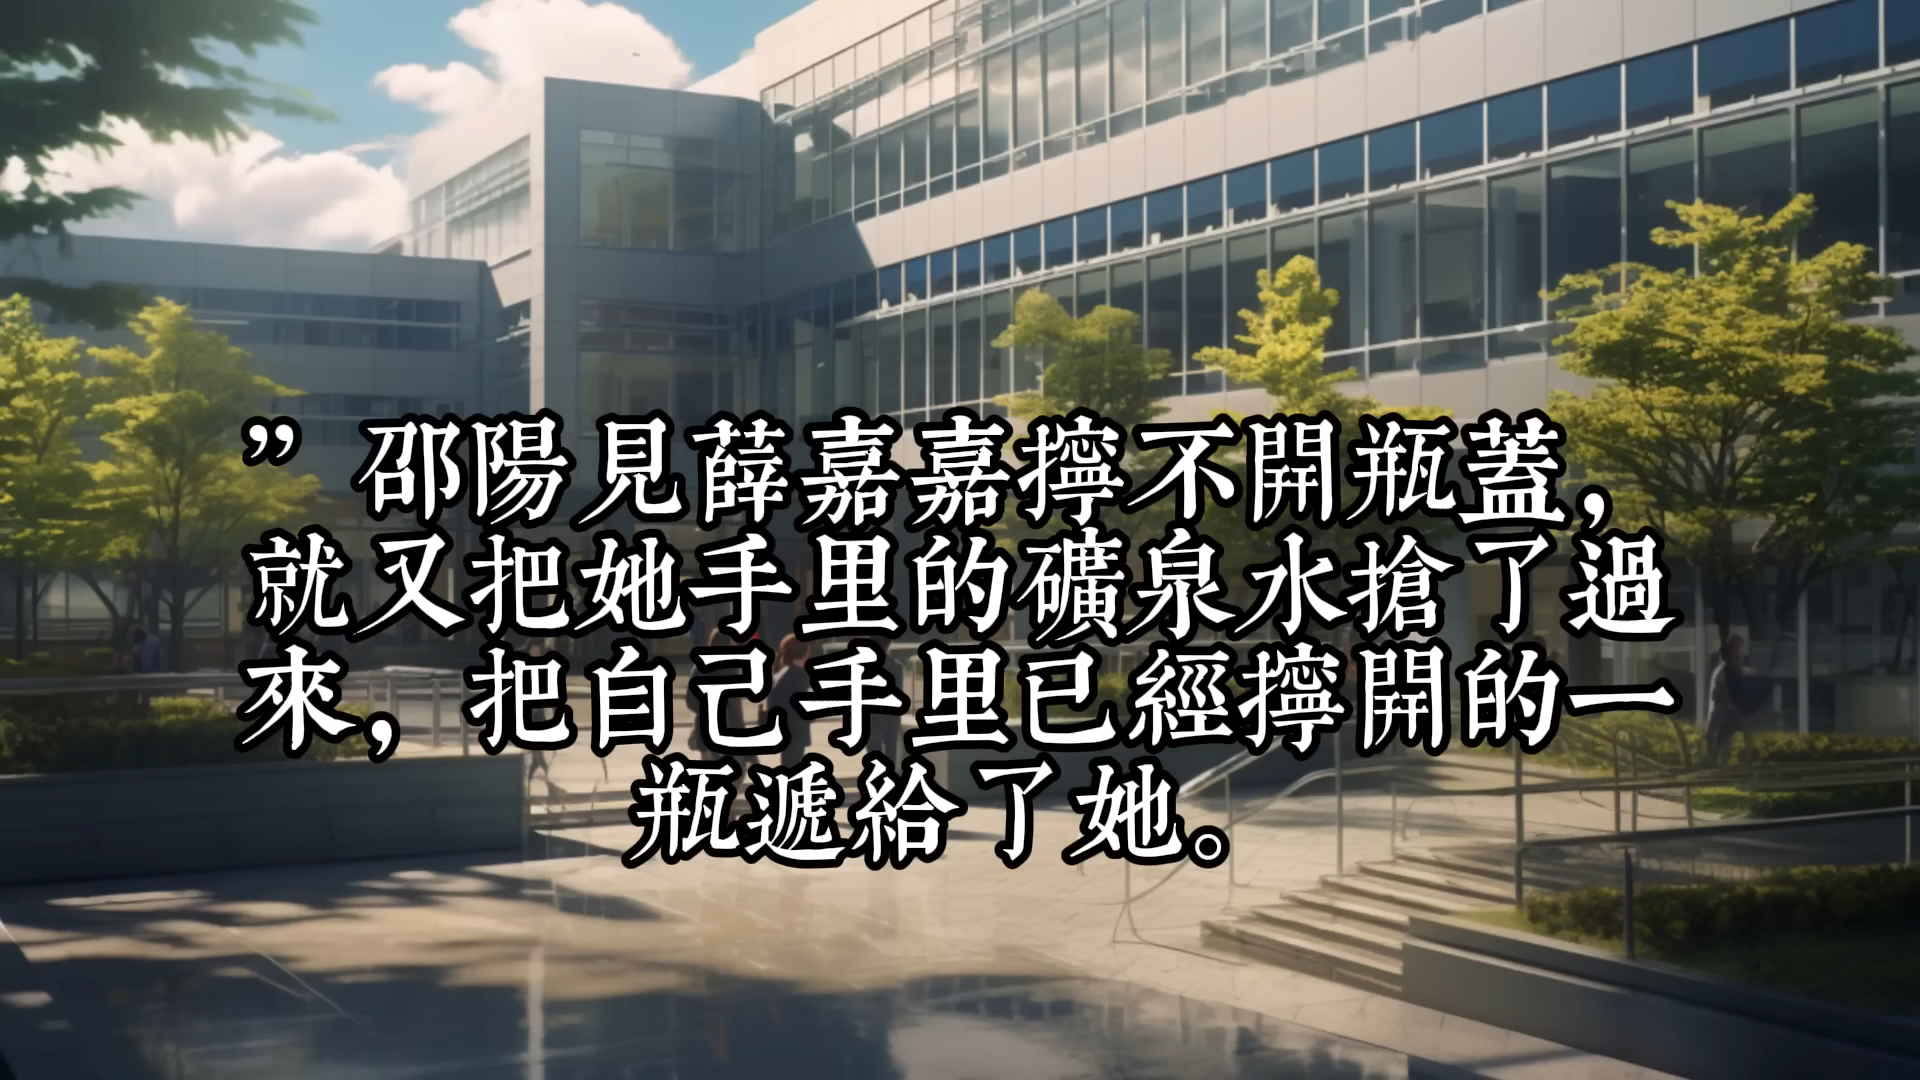 ”邵陽見薛嘉嘉擰不開瓶蓋，
就又把她手里的礦泉水搶了過
來，把自己手里已經擰開的一
瓶遞給了她。